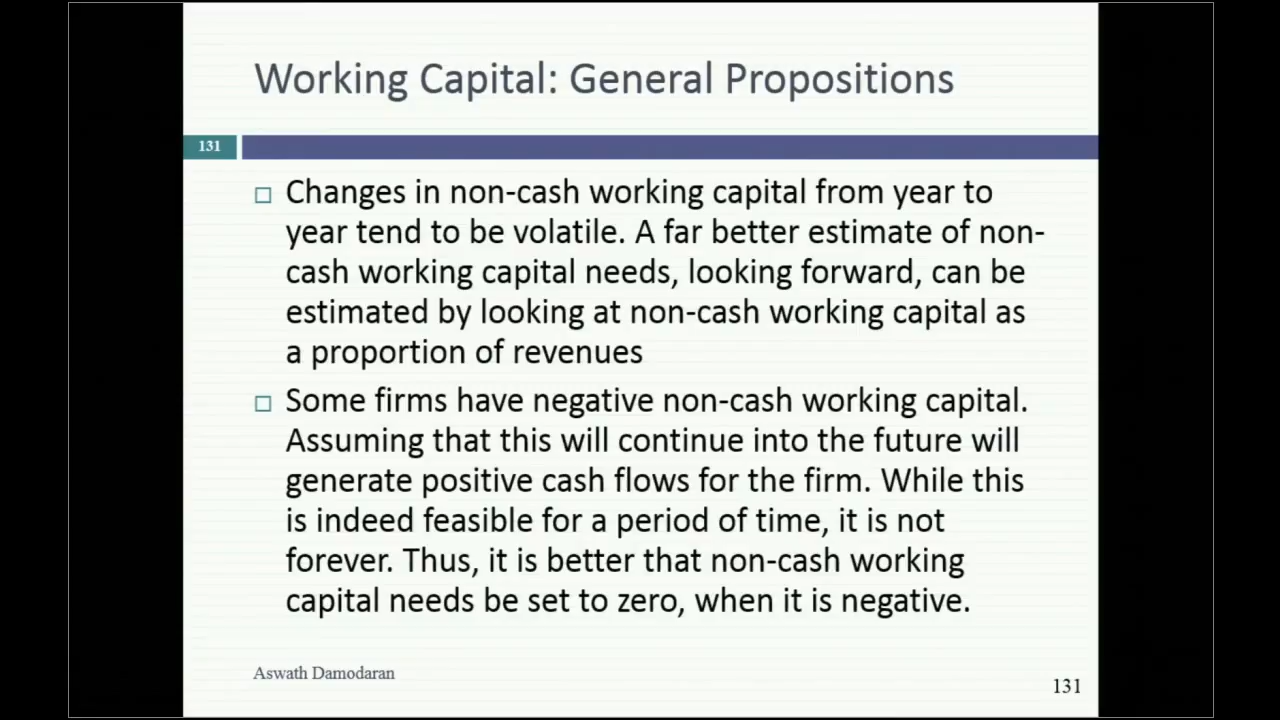 Working Capital: General Propositions
131
Changes in non-cash working capital from year to
year tend to be volatile. A far better estimate of non-
cash working capital needs, looking forward, can be
estimated by looking at non-cash working capital as
a proportion of revenues
Some firms have negative non-cash working capital.
Assuming that this will continue into the future will
generate positive cash flows for the firm. While this
is indeed feasible for a period of time, it is not
forever. Thus, it is better that non-cash working
capital needs be set to zero, when it is negative.
Aswath Damodaran
131